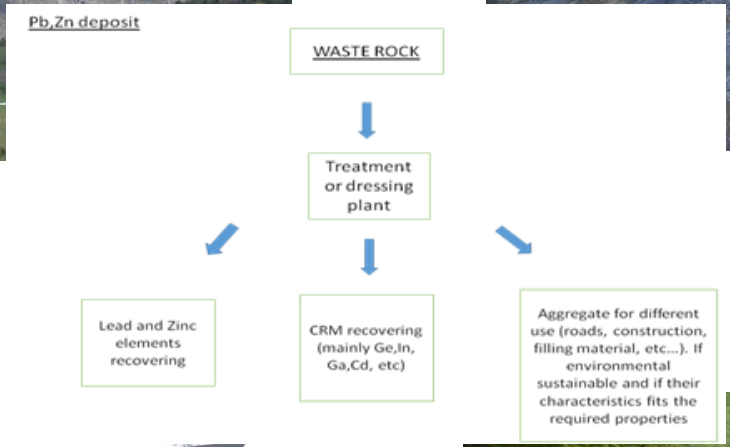 Pb,Zn deposit
WASTE ROCK
Treatment
or dressing
plant
Lead and Zinc
elements
recovering
CRM recovering
(mainly Ge,In,
Ga,Cd, etc)
Aggregate for different
use (roads, construction,
filling material, etc...). If
environmental
sustainable and if their
characteristics fits the
required properties